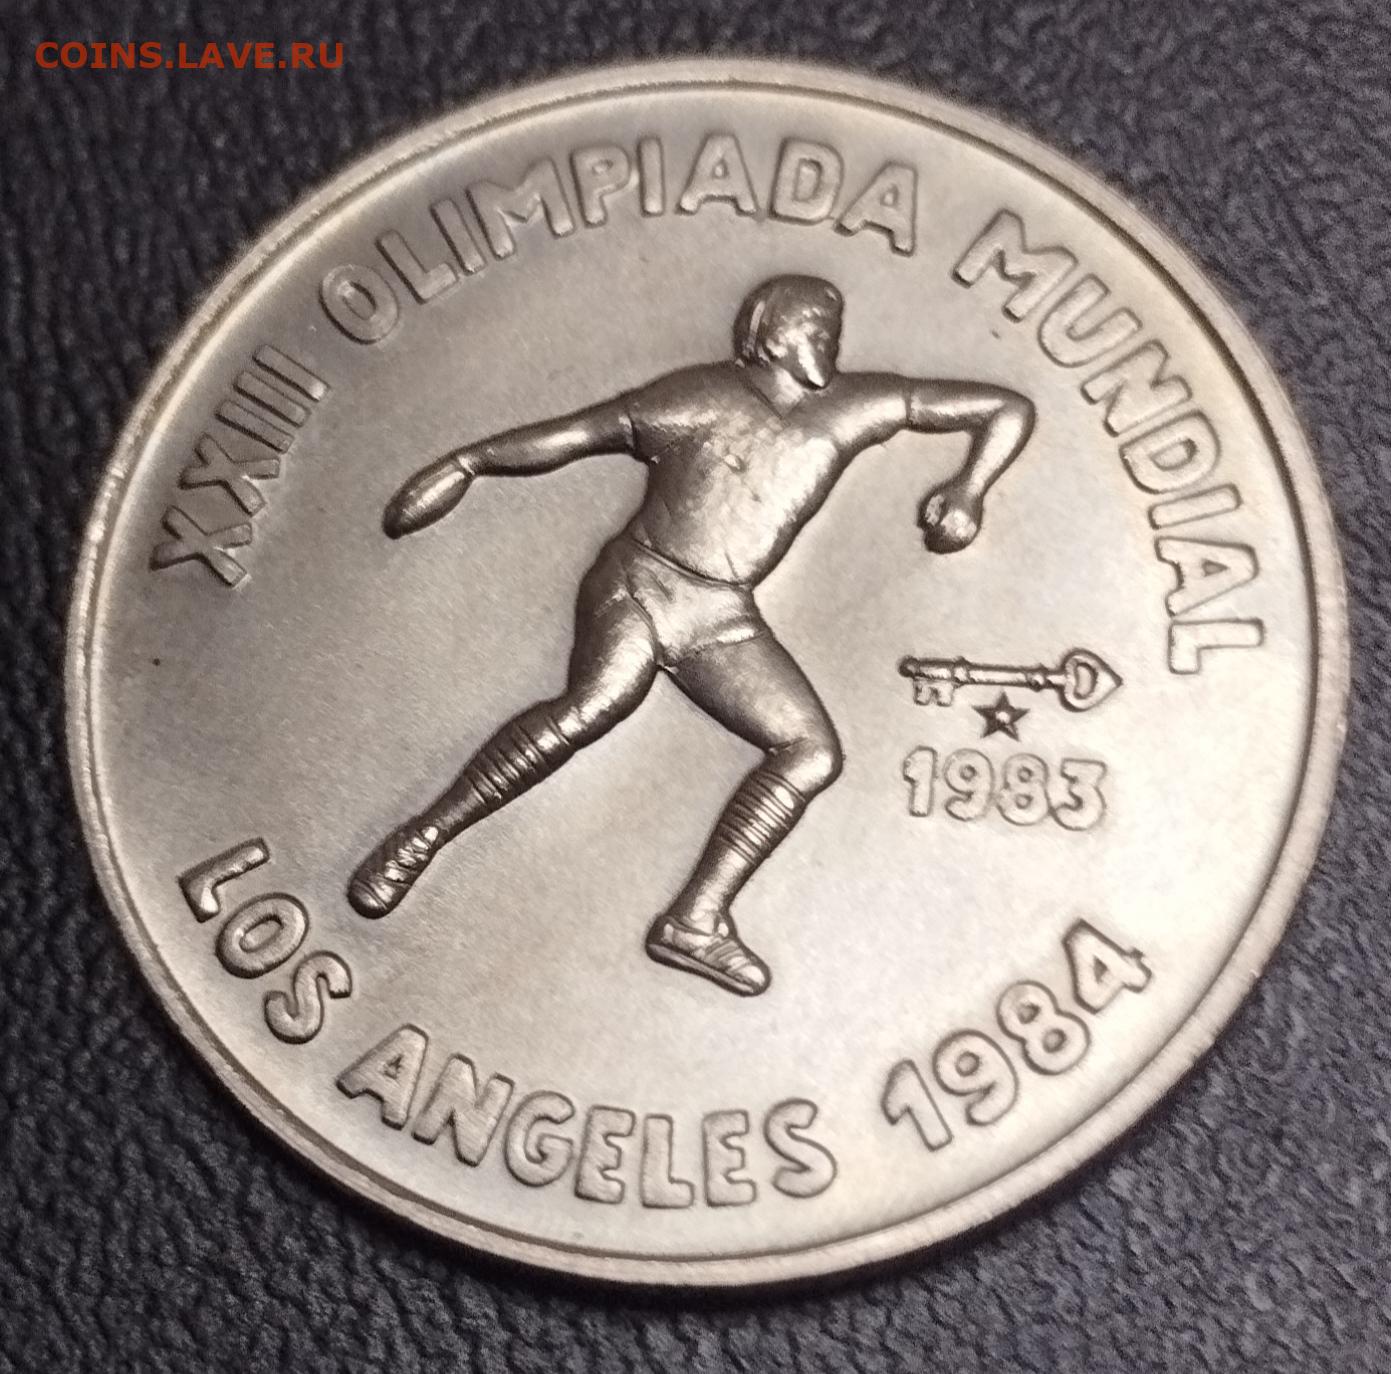 COINS.LAVE.RU
XXIII OLIMPIADA MUNDIAL
1983
LOS ANGELES 1984